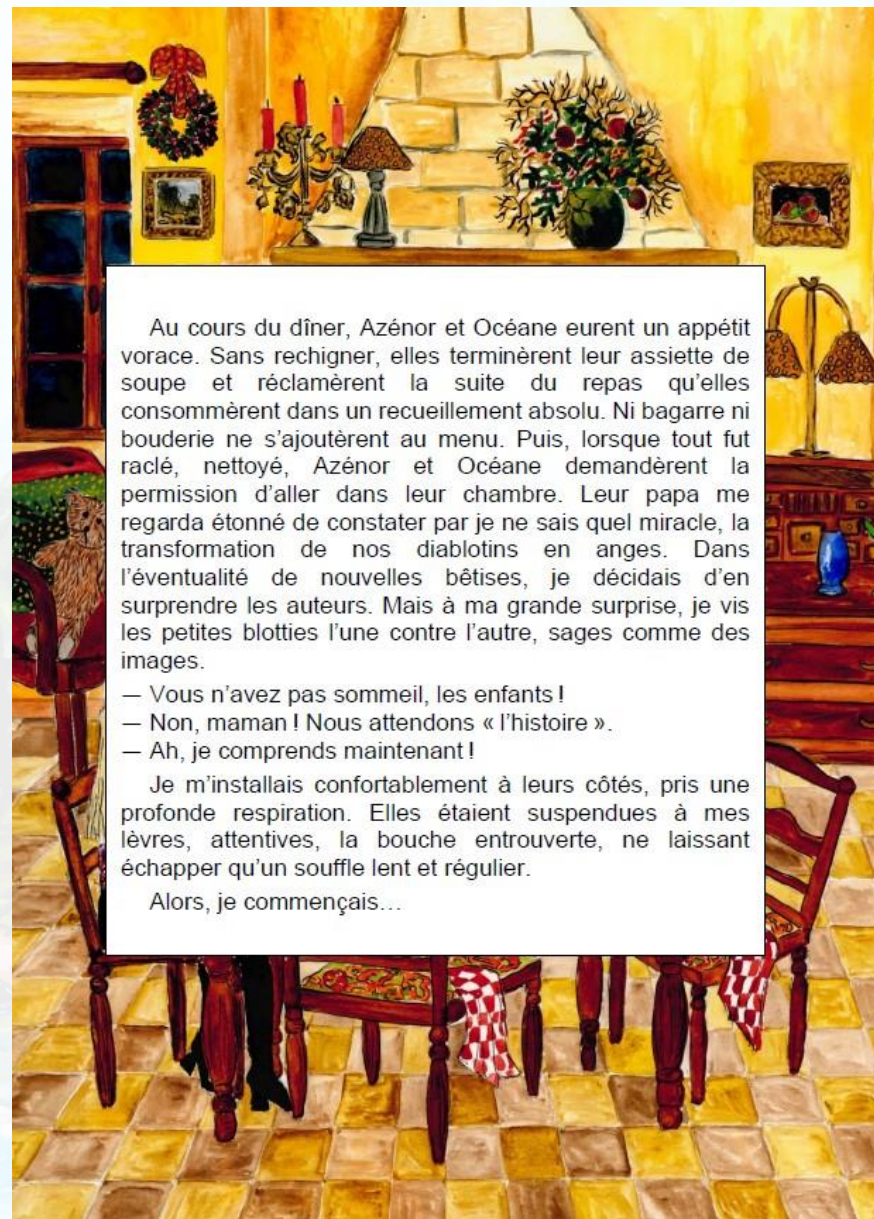 Au cours du dîner, Azénor et Océane eurent un appétit
vorace. Sans rechigner, elles terminèrent leur assiette de
soupe et réclamèrent la suite du repas qu’elles
consommèrent dans un recueillement absolu. Ni bagarre ni
bouderie ne s’ajoutèrent au menu. Puis, lorsque tout fut
raclé, nettoyé, Azénor et Océane demandèrent la
permission d’aller dans leur chambre. Leur papa me
regarda étonné de constater par je ne sais quel miracle, la
transformation de nos diablotins en anges. Dans
l’éventualité de nouvelles bêtises, je décidais d’en
surprendre les auteurs. Mais à ma grande surprise, je vis
les petites blotties l’une contre l’autre, sages comme des
images.
— Vous n’avez pas sommeil, les enfants !
— Non, maman ! Nous attendons « l’histoire ».
— Ah, je comprends maintenant !
Je m’installais confortablement à leurs côtés, pris une
profonde respiration. Elles étaient suspendues à mes
lèvres, attentives, la bouche entrouverte, ne laissant
échapper qu’un souffle lent et régulier.
Alors, je commençais…